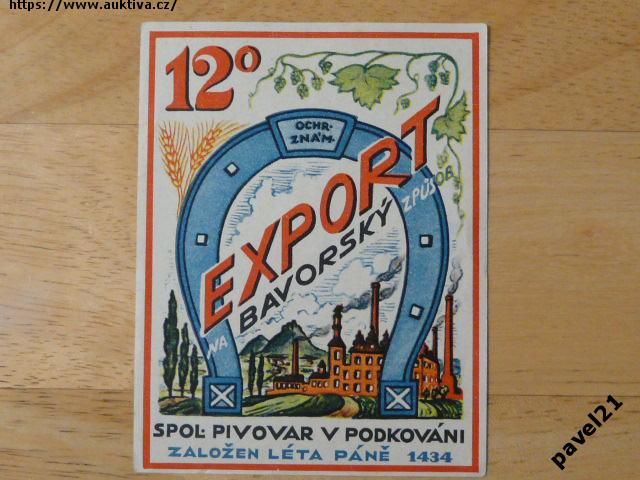 https://www.auktiva.cz/
12°
OCHR.
ZNÁM.
EXPORT
NA BAVORSKÝ ZPŮSOB
SPOL. PIVOVAR V PODKOVÁNI
ZALOŽEN LÉTA PÁNĚ 1434
pavel21